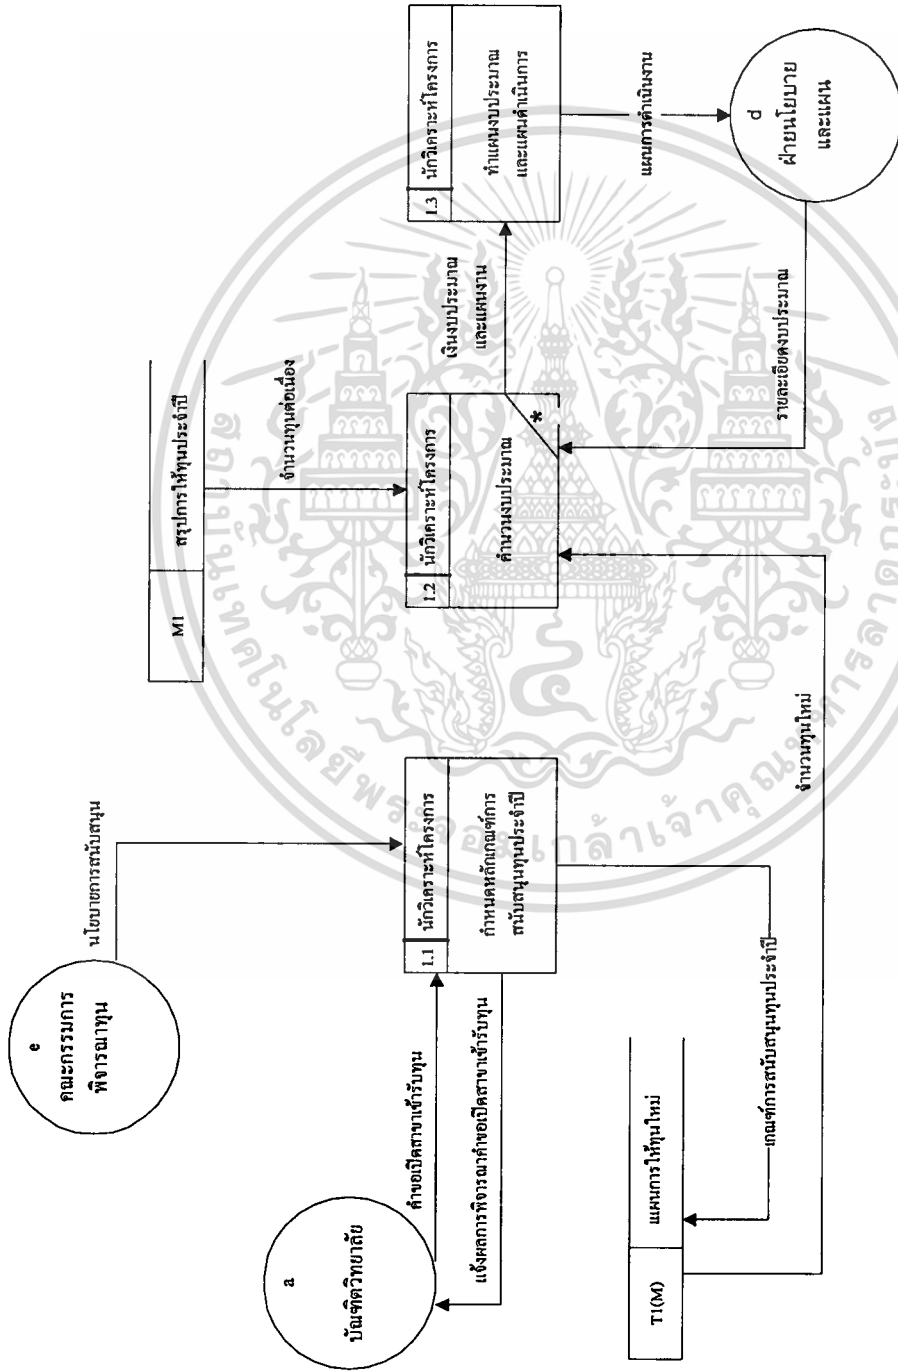 e
คณะกรรมการ
พิจารณาทุน
นโยบายการสนับสนุน
a
บัณฑิตวิทยาลัย
คำขอเปิดสาขาเข้ารับทุน
แจ้งผลการพิจารณาคำขอเปิดสาขาเข้ารับทุน
1.1
นักวิเคราะห์โครงการ
กำหนดหลักเกณฑ์การ
สนับสนุนทุนประจำปี
เกณฑ์การสนับสนุนทุนประจำปี
T1(M)
แผนการให้ทุนใหม่
จำนวนทุนใหม่
M1
สรุปการให้ทุนประจำปี
จำนวนทุนต่อเนื่อง
1.2
นักวิเคราะห์โครงการ
คำนวนงบประมาณ
*
เงินงบประมาณ
และแผนงาน
1.3
นักวิเคราะห์โครงการ
ทำแผนงบประมาณ
และแผนดำเนินการ
แผนการดำเนินงาน
d
ฝ่ายนโยบาย
และแผน
รายละเอียดงบประมาณ